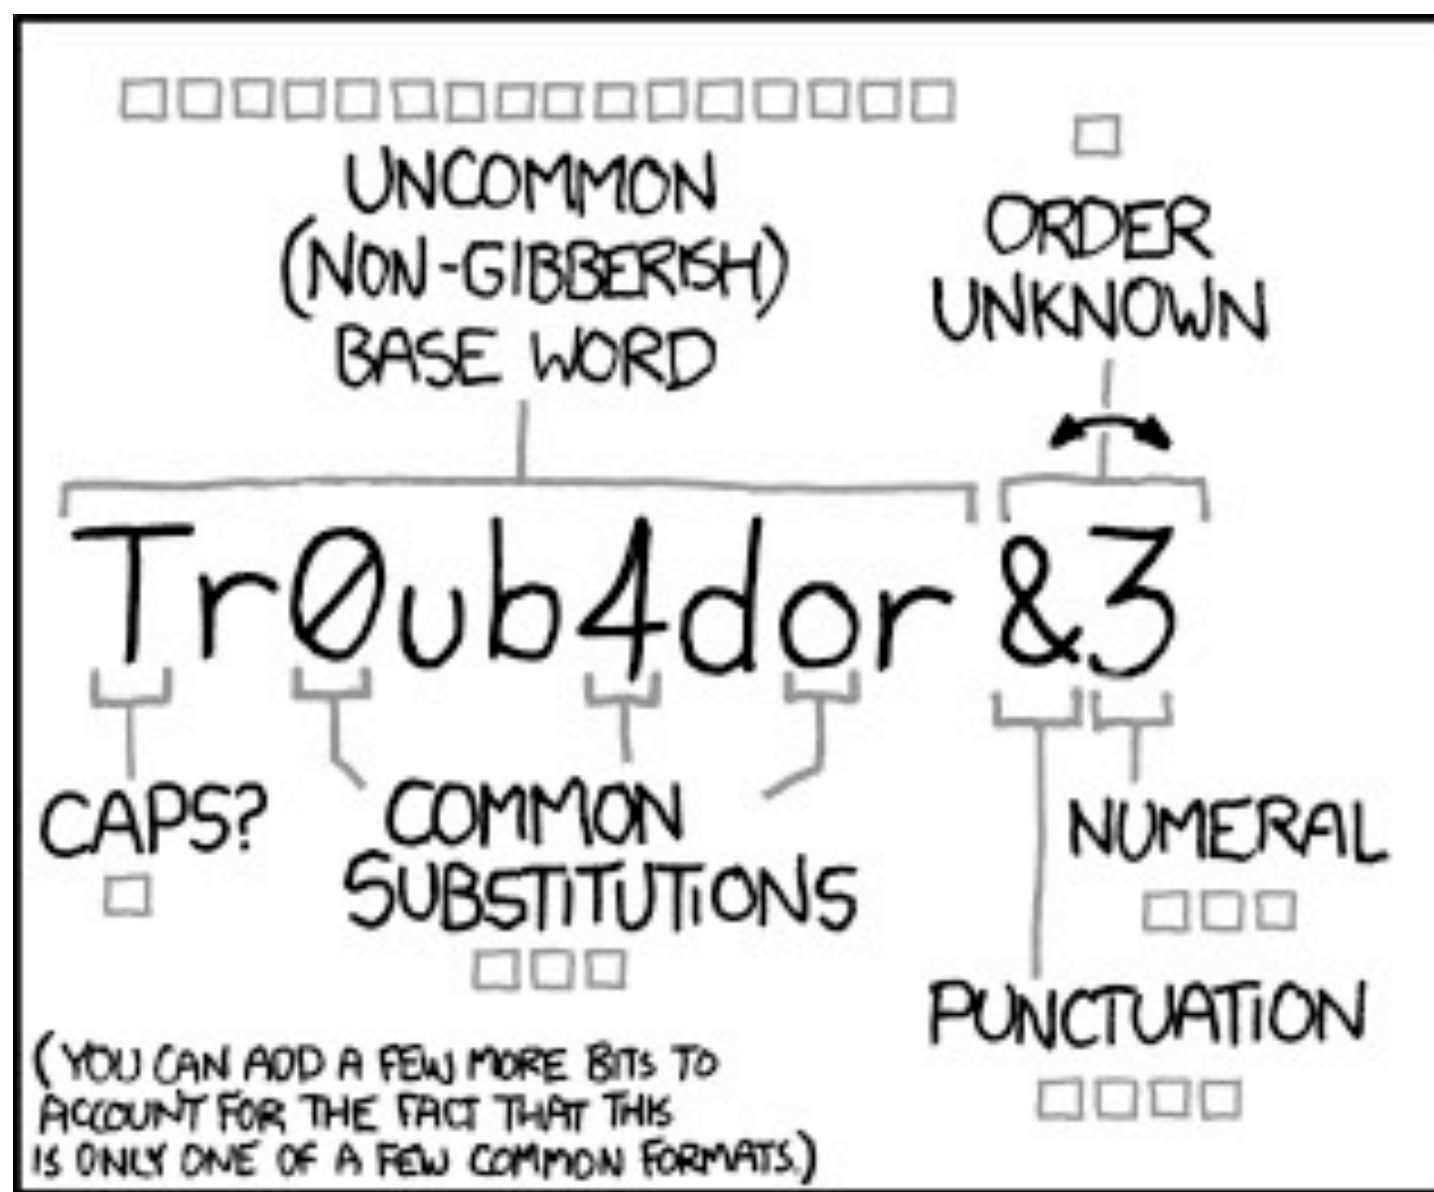 UNCOMMON
(NON-GIBBERISH)
BASE WORD
ORDER
UNKNOWN
Tr0ub4dor &3
CAPS?
COMMON
SUBSTITUTIONS
NUMERAL
PUNCTUATION
(YOU CAN ADD A FEW MORE BITS TO
ACCOUNT FOR THE FACT THAT THIS
IS ONLY ONE OF A FEW COMMON FORMATS.)